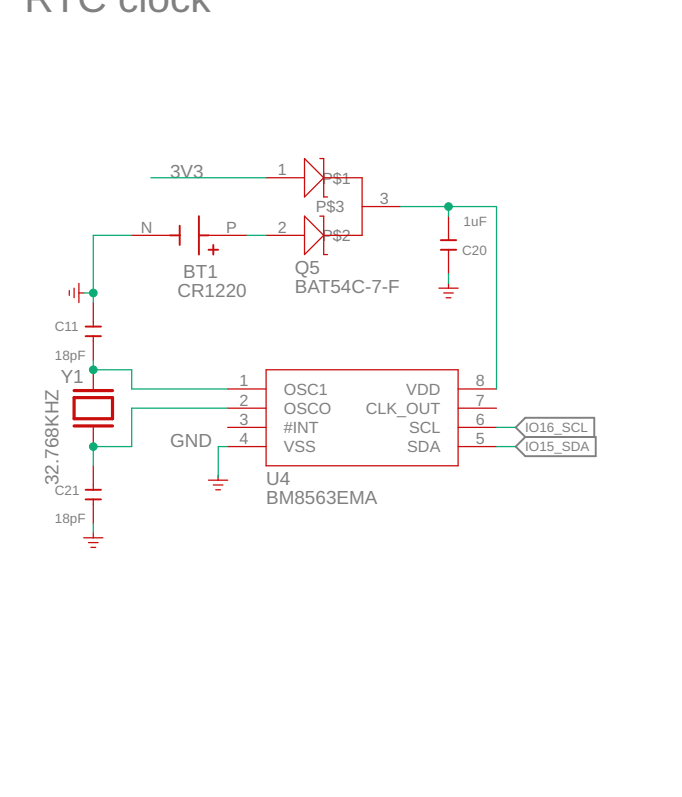 RTC clock
3V3
1
P$1
P$3
3
N
P
2
P$2
1uF
C20
BT1
CR1220
Q5
BAT54C-7-F
C11
18pF
Y1
32.768KHZ
1
OSC1
VDD
8
2
OSCO
CLK_OUT
7
3
#INT
SCL
6
IO16_SCL
GND
4
VSS
SDA
5
IO15_SDA
U4
BM8563EMA
C21
18pF